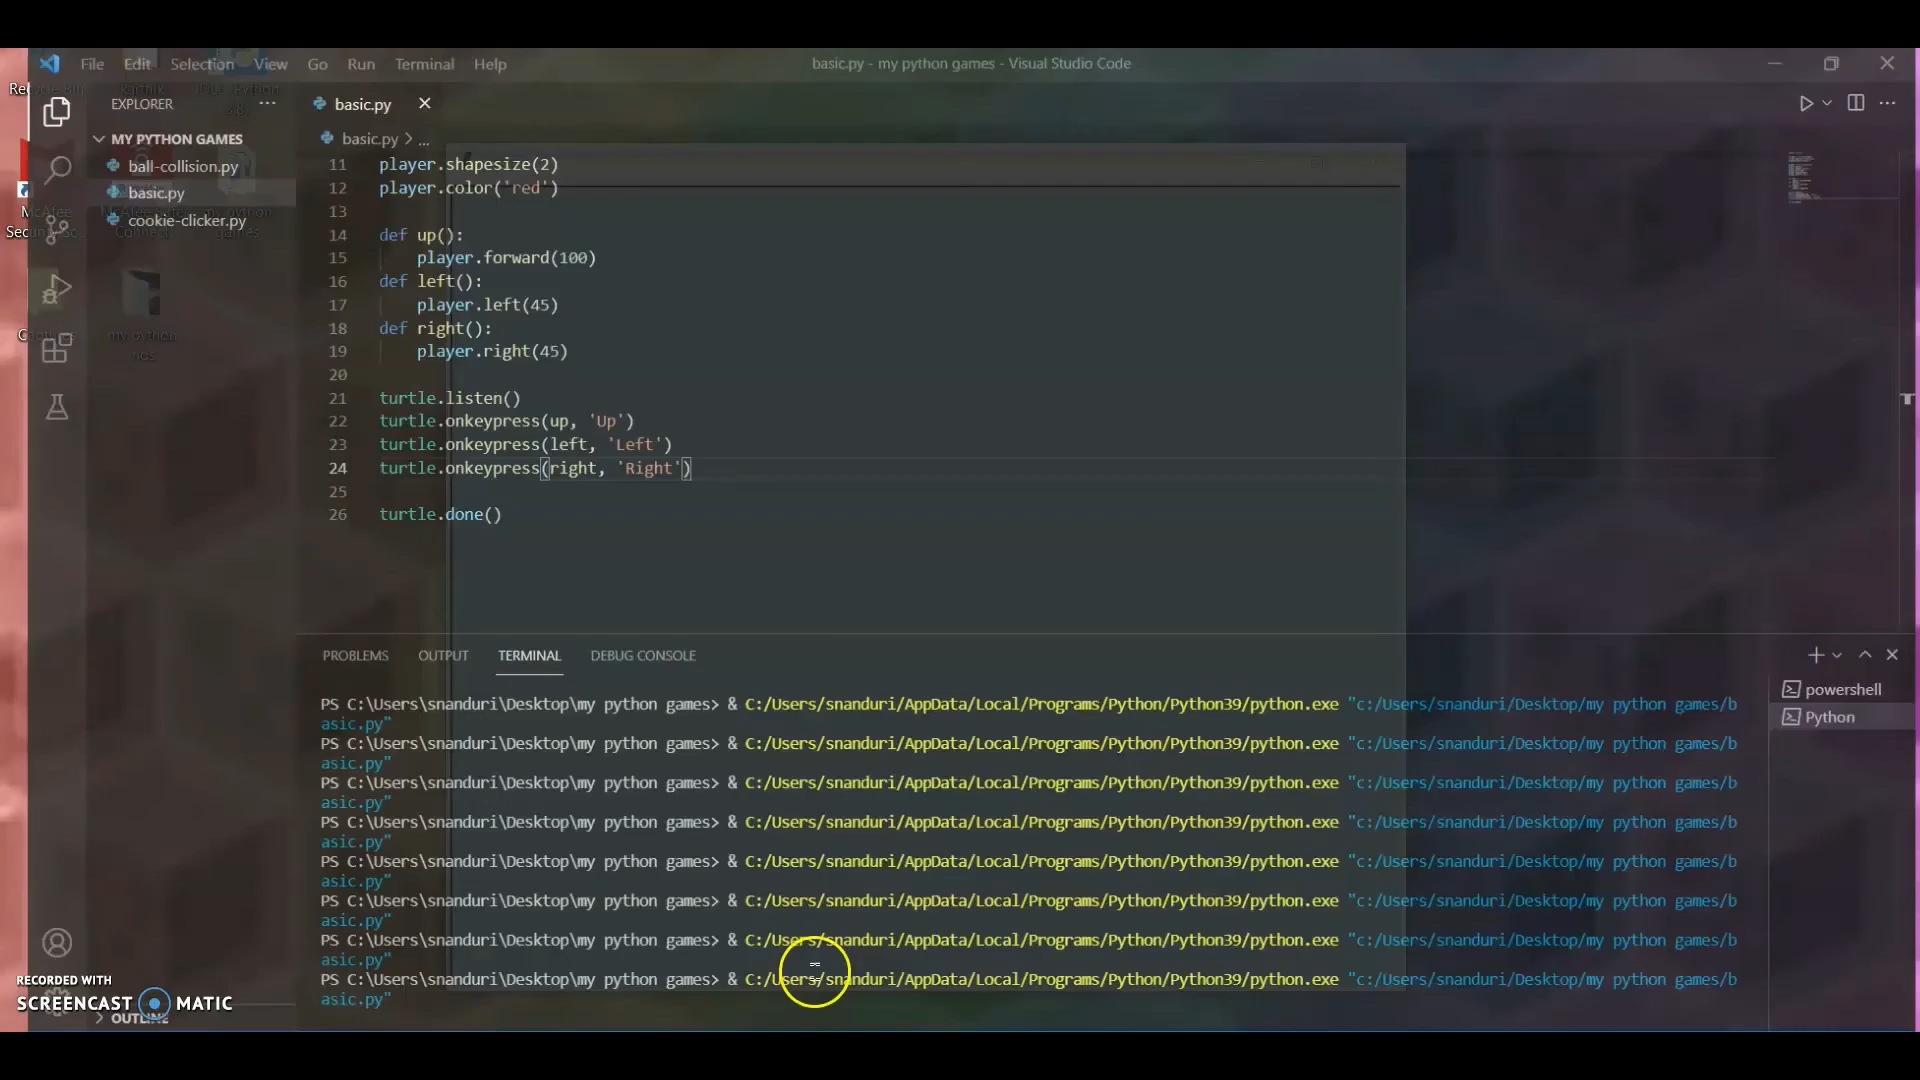 File Edit Selection View Go Run Terminal Help
basic.py - my python games - Visual Studio Code
EXPLORER
MY PYTHON GAMES
ball-collision.py
basic.py
cookie-clicker.py
OUTLINE
basic.py
basic.py > ...
11 player.shapesize(2)
12 player.color('red')
13
14 def up():
15 player.forward(100)
16 def left():
17 player.left(45)
18 def right():
19 player.right(45)
20
21 turtle.listen()
22 turtle.onkeypress(up, 'Up')
23 turtle.onkeypress(left, 'Left')
24 turtle.onkeypress(right, 'Right')
25
26 turtle.done()
PROBLEMS OUTPUT TERMINAL DEBUG CONSOLE
powershell
Python
PS C:\Users\snanduri\Desktop\my python games> & C:/Users/snanduri/AppData/Local/Programs/Python/Python39/python.exe "c:/Users/snanduri/Desktop/my python games/b
asic.py"
PS C:\Users\snanduri\Desktop\my python games> & C:/Users/snanduri/AppData/Local/Programs/Python/Python39/python.exe "c:/Users/snanduri/Desktop/my python games/b
asic.py"
PS C:\Users\snanduri\Desktop\my python games> & C:/Users/snanduri/AppData/Local/Programs/Python/Python39/python.exe "c:/Users/snanduri/Desktop/my python games/b
asic.py"
PS C:\Users\snanduri\Desktop\my python games> & C:/Users/snanduri/AppData/Local/Programs/Python/Python39/python.exe "c:/Users/snanduri/Desktop/my python games/b
asic.py"
PS C:\Users\snanduri\Desktop\my python games> & C:/Users/snanduri/AppData/Local/Programs/Python/Python39/python.exe "c:/Users/snanduri/Desktop/my python games/b
asic.py"
PS C:\Users\snanduri\Desktop\my python games> & C:/Users/snanduri/AppData/Local/Programs/Python/Python39/python.exe "c:/Users/snanduri/Desktop/my python games/b
asic.py"
PS C:\Users\snanduri\Desktop\my python games> & C:/Users/snanduri/AppData/Local/Programs/Python/Python39/python.exe "c:/Users/snanduri/Desktop/my python games/b
asic.py"
PS C:\Users\snanduri\Desktop\my python games> & C:/Users/snanduri/AppData/Local/Programs/Python/Python39/python.exe "c:/Users/snanduri/Desktop/my python games/b
asic.py"
RECORDED WITH
SCREENCAST MATIC